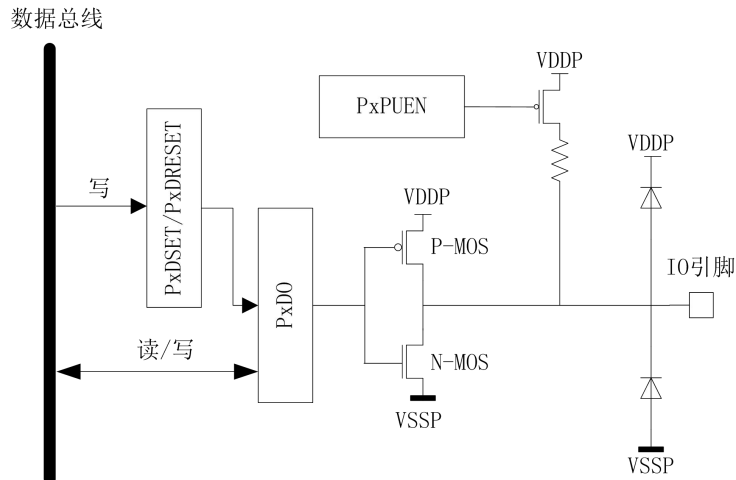 数据总线
VDDP
PxPUEN
VDDP
写
PxDSET/PxDRESET
VDDP
P-MOS
IO引脚
PxDO
读/写
N-MOS
VSSP
VSSP